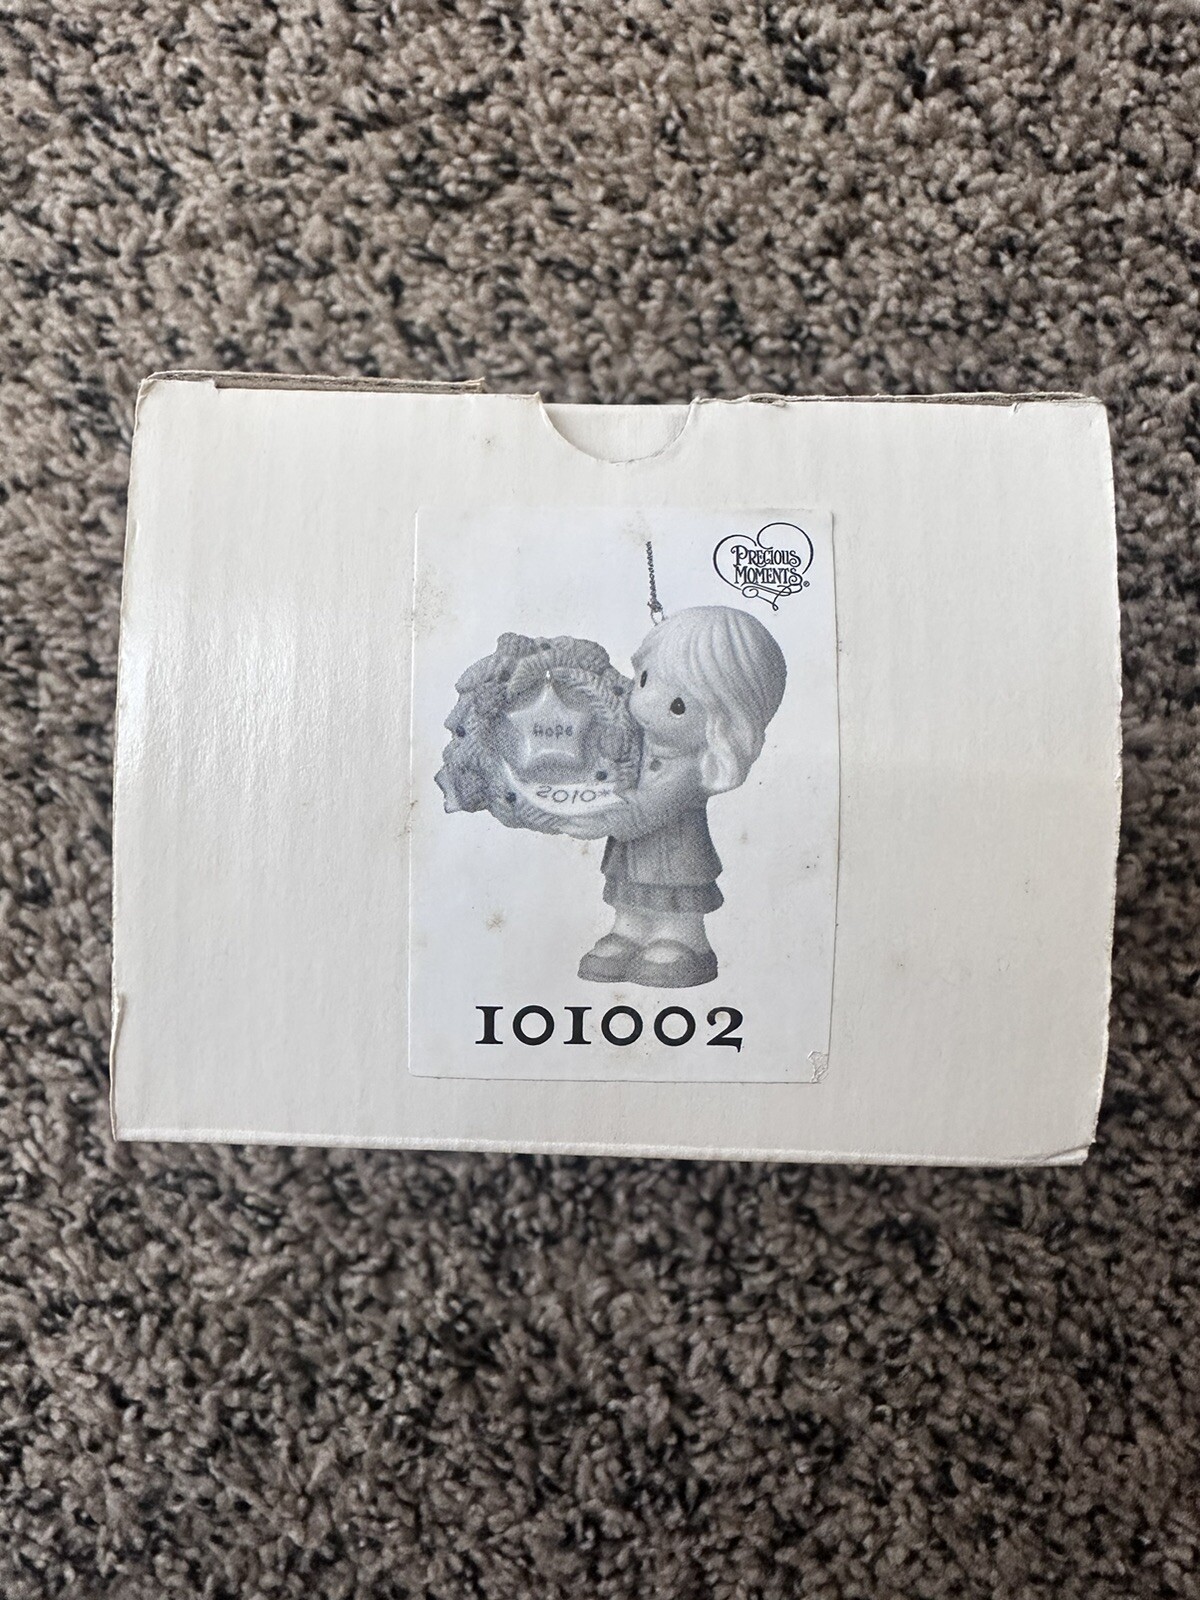 PRECIOUS
MOMENTS®
Hope
2010*
101002